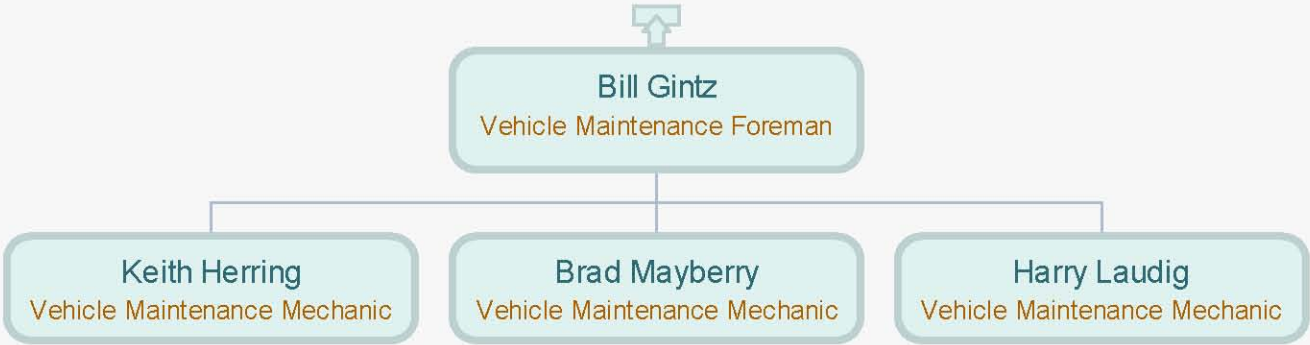 Bill Gintz
Vehicle Maintenance Foreman
Keith Herring
Vehicle Maintenance Mechanic
Brad Mayberry
Vehicle Maintenance Mechanic
Harry Laudig
Vehicle Maintenance Mechanic